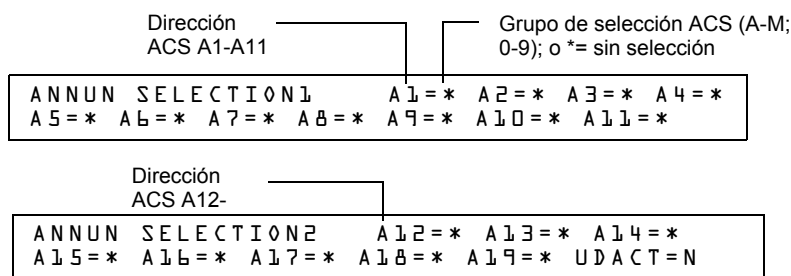 Dirección
ACS A1-A11
Grupo de selección ACS (A-M;
0-9); o *= sin selección
ANNUN SELECTION1 A1=* A2=* A3=* A4=*
A5=* A6=* A7=* A8=* A9=* A10=* A11=*
Dirección
ACS A12-
ANNUN SELECTION2 A12=* A13=* A14=*
A15=* A16=* A17=* A18=* A19=* UDACT=N